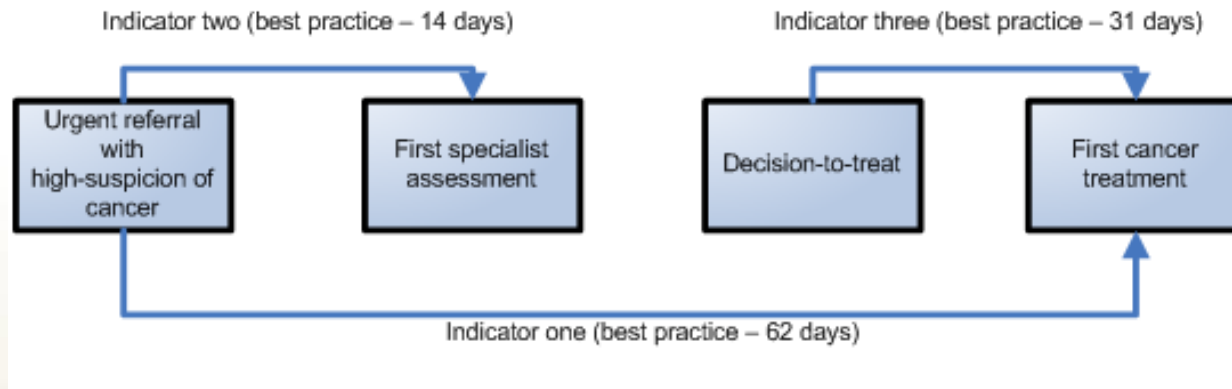 Indicator two (best practice – 14 days)
Indicator three (best practice – 31 days)
Urgent referral
with
high-suspicion of
cancer
First specialist
assessment
Decision-to-treat
First cancer
treatment
Indicator one (best practice – 62 days)